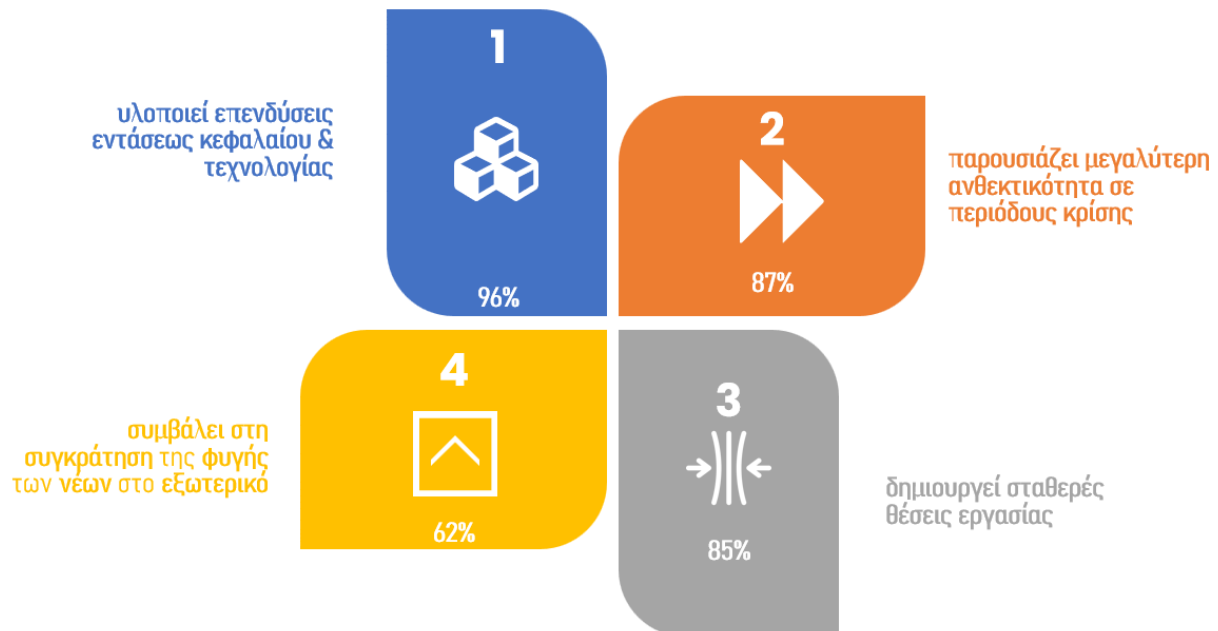 1
υλοποιεί επενδύσεις
εντάσεως κεφαλαίου &
τεχνολογίας
96%
2
παρουσιάζει μεγαλύτερη
ανθεκτικότητα σε
περιόδους κρίσης
87%
3
δημιουργεί σταθερές
θέσεις εργασίας
85%
4
συμβάλει στη
συγκράτηση της φυγής
των νέων στο εξωτερικό
62%